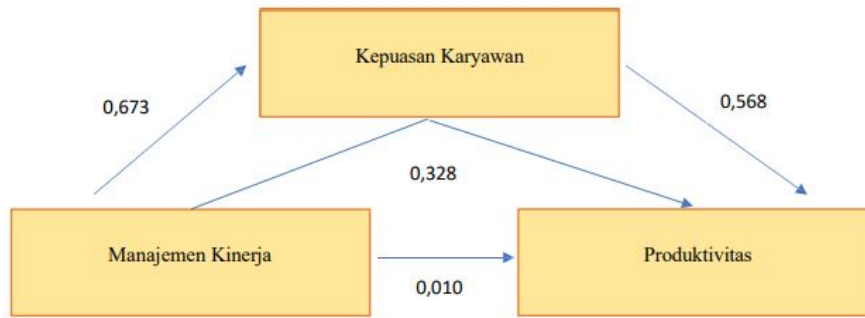 Kepuasan Karyawan
0,673
0,568
0,328
Manajemen Kinerja
Produktivitas
0,010